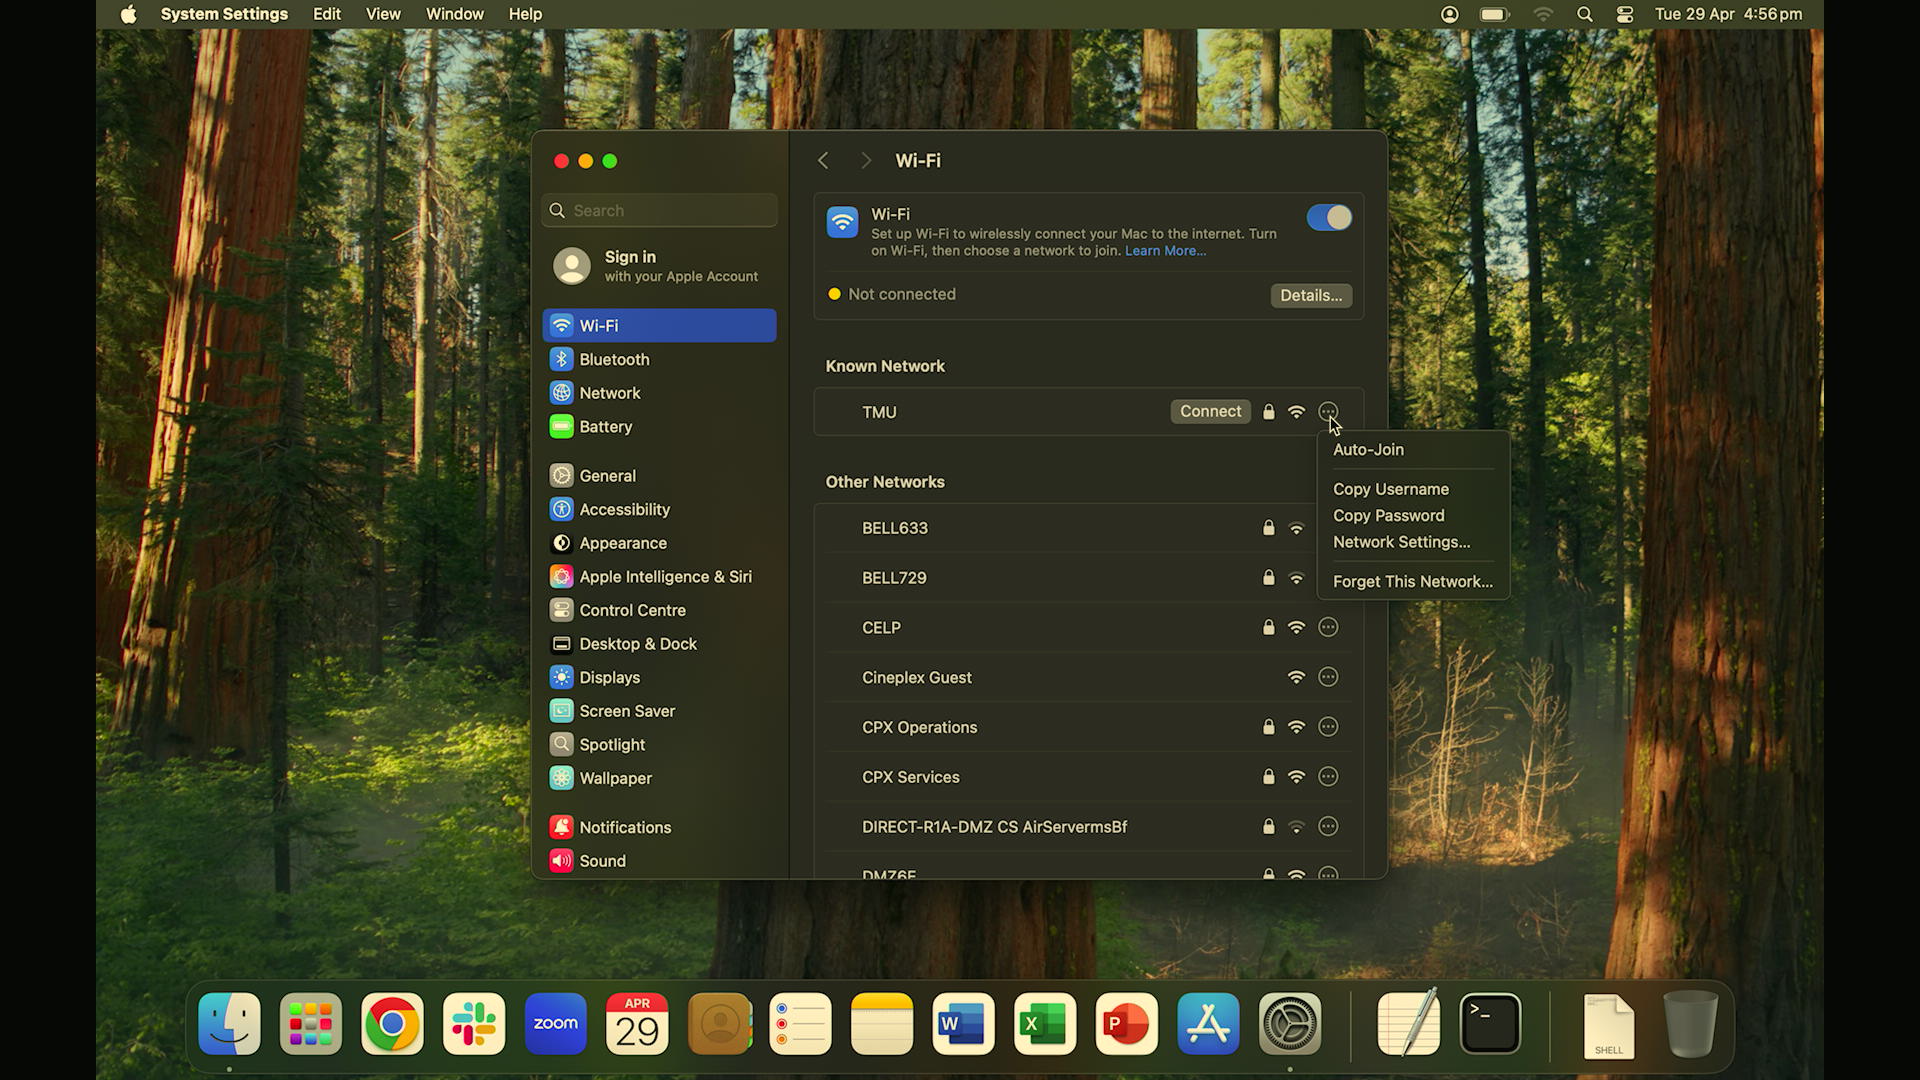 System Settings Edit View Window Help
Tue 29 Apr 4:56 pm
Search
Sign in
with your Apple Account
Wi-Fi
Bluetooth
Network
Battery
General
Accessibility
Appearance
Apple Intelligence & Siri
Control Centre
Desktop & Dock
Displays
Screen Saver
Spotlight
Wallpaper
Notifications
Sound
Wi-Fi
Wi-Fi
Set up Wi-Fi to wirelessly connect your Mac to the internet. Turn
on Wi-Fi, then choose a network to join. Learn More...
Not connected Details...
Known Network
TMU Connect
Auto-Join
Copy Username
Copy Password
Network Settings...
Forget This Network...
Other Networks
BELL633
BELL729
CELP
Cineplex Guest
CPX Operations
CPX Services
DIRECT-R1A-DMZ CS AirServermsBf
zoom
APR
29
W
X
P
>_
SHELL